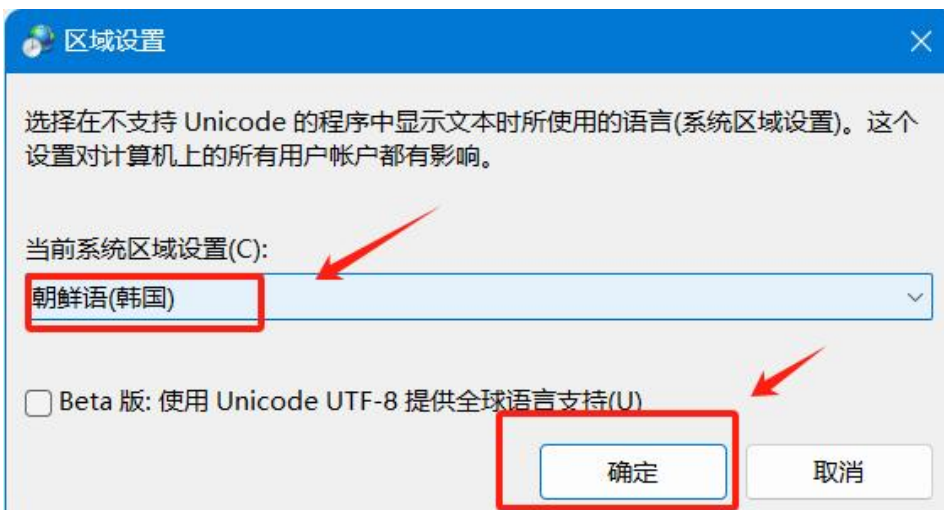 区域设置
选择在不支持 Unicode 的程序中显示文本时所使用的语言(系统区域设置)。这个
设置对计算机上的所有用户帐户都有影响。
当前系统区域设置(C):
朝鲜语(韩国)
Beta 版: 使用 Unicode UTF-8 提供全球语言支持(U)
确定
取消